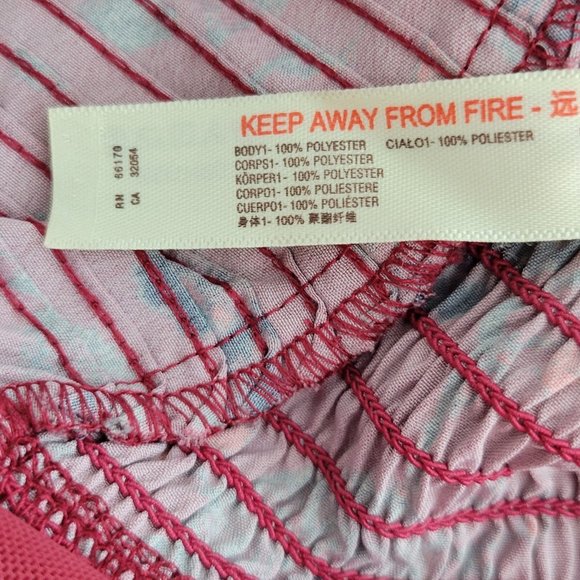 KEEP AWAY FROM FIRE - 远
BODY1- 100% POLYESTER CIAŁO1- 100% POLIESTER
CORPS1- 100% POLYESTER
KÖRPER1- 100% POLYESTER
CORPO1- 100% POLIESTERE
CUERPO1- 100% POLIÉSTER
身体1- 100% 聚酯纤维
RN 66170
CA 32054